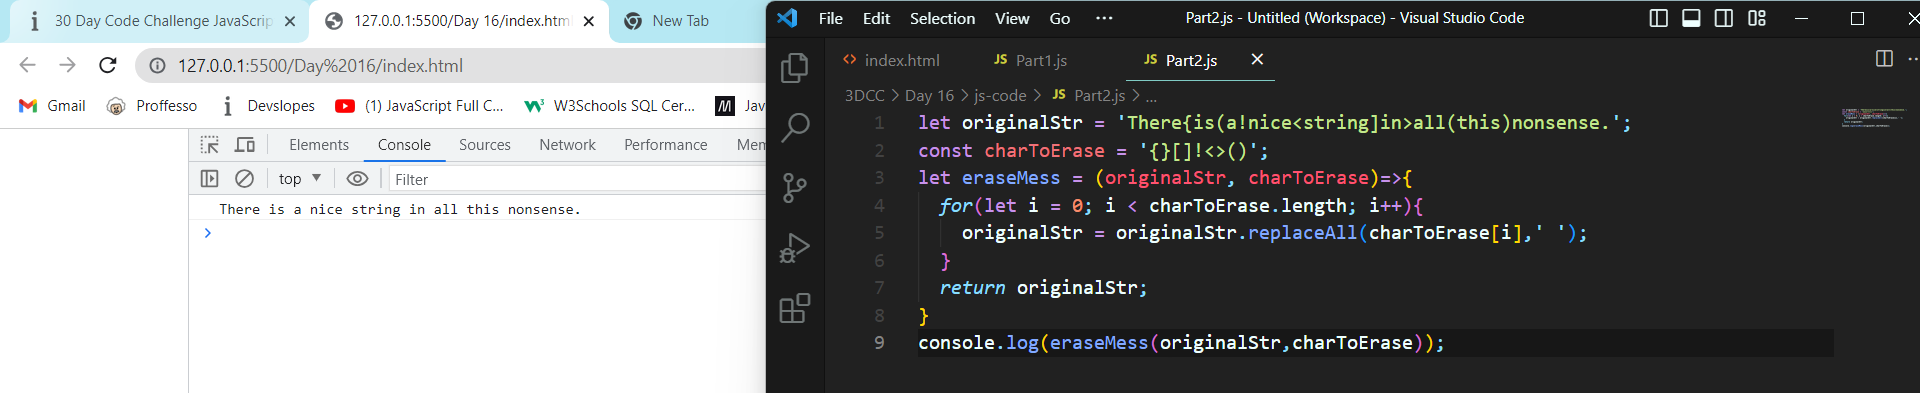 30 Day Code Challenge JavaScrip
127.0.0.1:5500/Day 16/index.htm
New Tab
127.0.0.1:5500/Day%2016/index.html
Gmail
Proffesso
Devslopes
(1) JavaScript Full C...
W3Schools SQL Cer...
Jav
Elements
Console
Sources
Network
Performance
Mem
top
Filter
There is a nice string in all this nonsense.
File Edit Selection View Go ···
Part2.js - Untitled (Workspace) - Visual Studio Code
index.html
JS Part1.js
JS Part2.js
3DCC > Day 16 > js-code > JS Part2.js > ...
1 let originalStr = 'There{is(a!nice<string]in>all(this)nonsense.';
2 const charToErase = '{}[]!<>()';
3 let eraseMess = (originalStr, charToErase)=>{
4 for(let i = 0; i < charToErase.length; i++){
5 originalStr = originalStr.replaceAll(charToErase[i],' ');
6 }
7 return originalStr;
8 }
9 console.log(eraseMess(originalStr,charToErase));